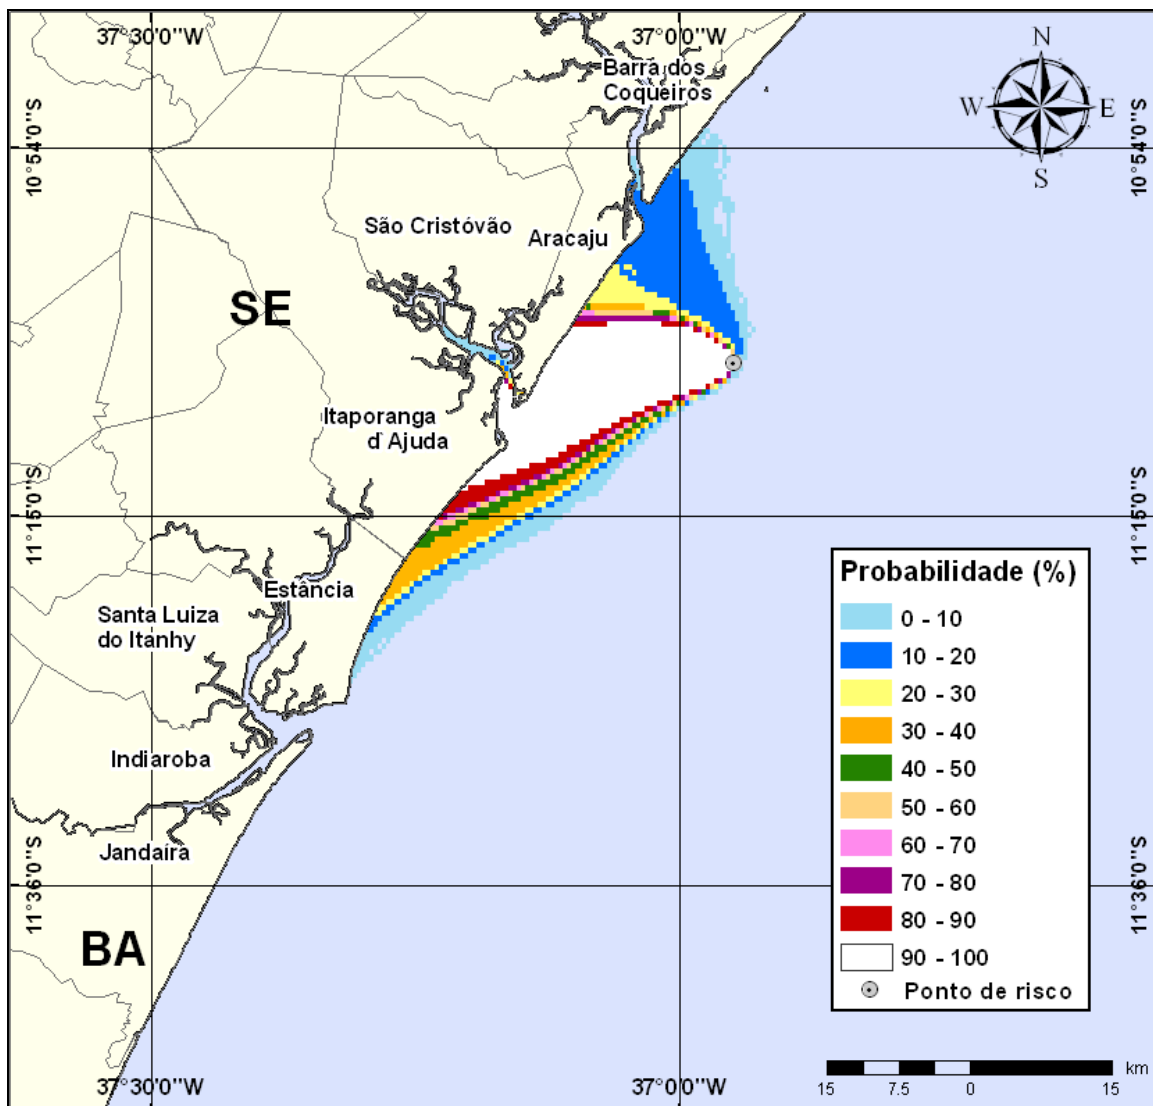 37°30'0''W
37°0'0''W
N
W
E
S
10°54'0''S
10°54'0''S
Barra dos
Coqueiros
São Cristóvão
Aracaju
SE
Itaporanga
d`Ajuda
11°15'0''S
11°15'0''S
Estância
Santa Luiza
do Itanhy
Indiaroba
Jandaíra
11°36'0''S
11°36'0''S
BA
Probabilidade (%)
0 - 10
10 - 20
20 - 30
30 - 40
40 - 50
50 - 60
60 - 70
70 - 80
80 - 90
90 - 100
Ponto de risco
km
15 7.5 0 15
37°30'0''W
37°0'0''W